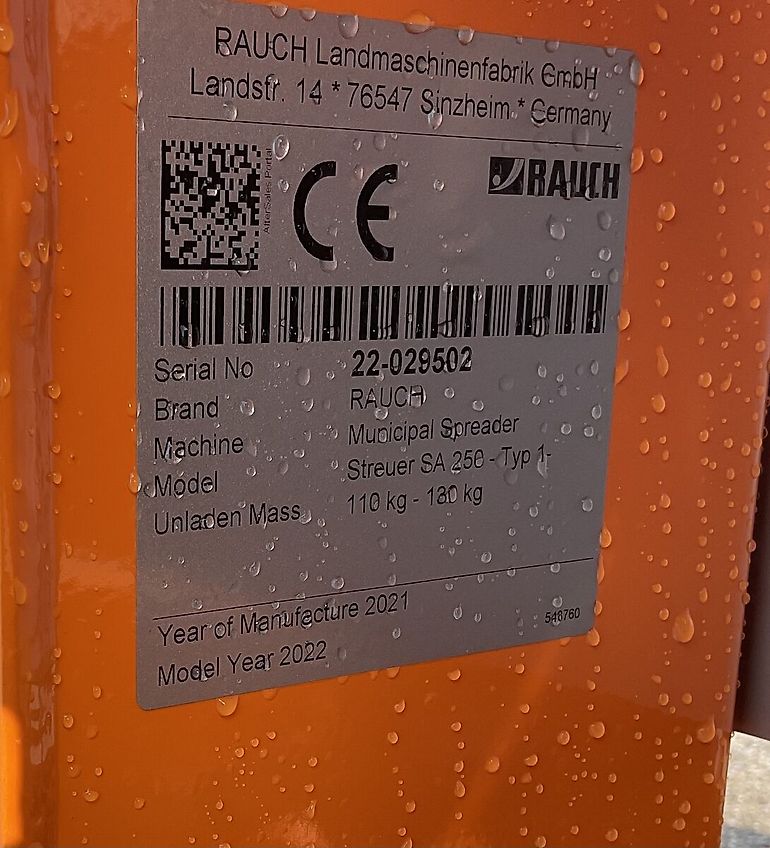 RAUCH Landmaschinenfabrik GmbH
Landstr. 14 * 76547 Sinzheim * Germany
AfterSales Portal
CE
RAUCH
Serial No 22-029502
Brand RAUCH
Machine Municipal Spreader
Model Streuer SA 250 - Typ 1-
Unladen Mass 110 kg - 130 kg
Year of Manufacture 2021
Model Year 2022
548760